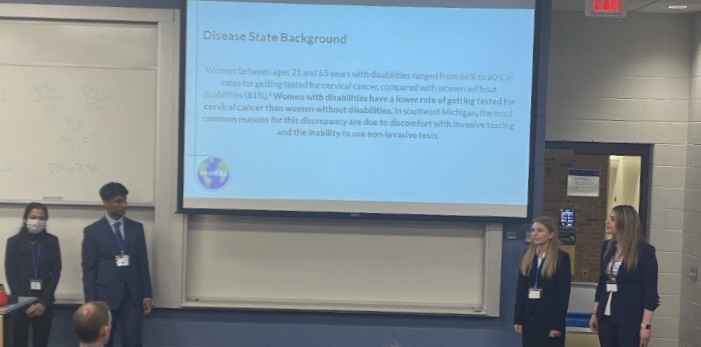 EXIT
Disease State Background
Women between ages 21 and 65 years with disabilities ranged from 66% to 80% in
rates for getting tested for cervical cancer, compared with women without
disabilities (81%).¹ Women with disabilities have a lower rate of getting tested for
cervical cancer than women without disabilities. In southeast Michigan, the most
common reasons for this discrepancy are due to discomfort with invasive testing
and the inability to use non-invasive tests.